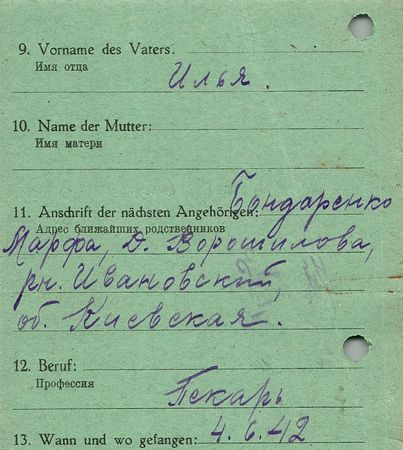 9. Vorname des Vaters.
Имя отца
Илья.
10. Name der Mutter:
Имя матери
11. Anschrift der nächsten Angehörigen: Бондаренко
Адрес ближайших родственников
Марфа, д. Ворошилова,
рн. Ивановский,
об. Киевская.
12. Beruf:
Профессия
Пекарь
13. Wann und wo gefangen: 4.6.42